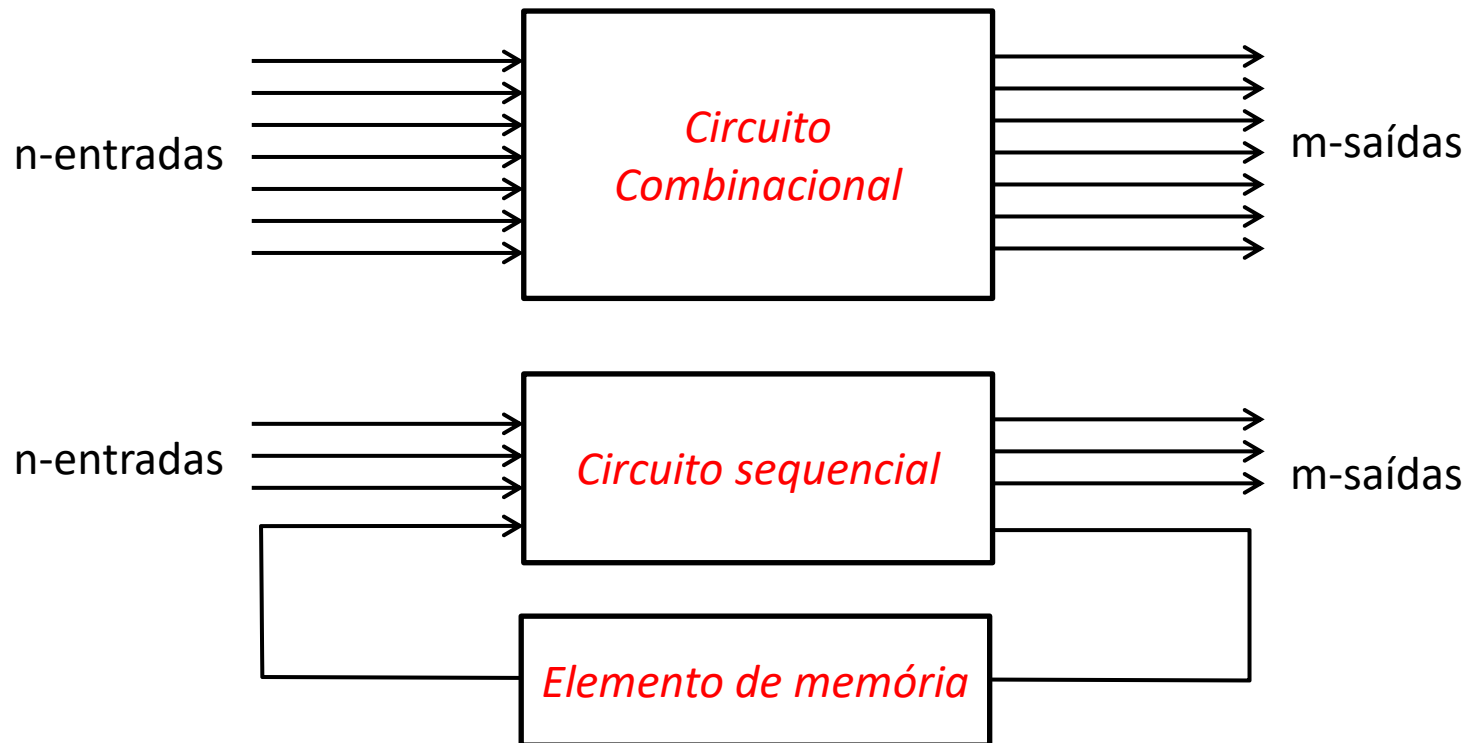 n-entradas
Circuito
Combinacional
m-saídas
n-entradas
Circuito sequencial
m-saídas
Elemento de memória